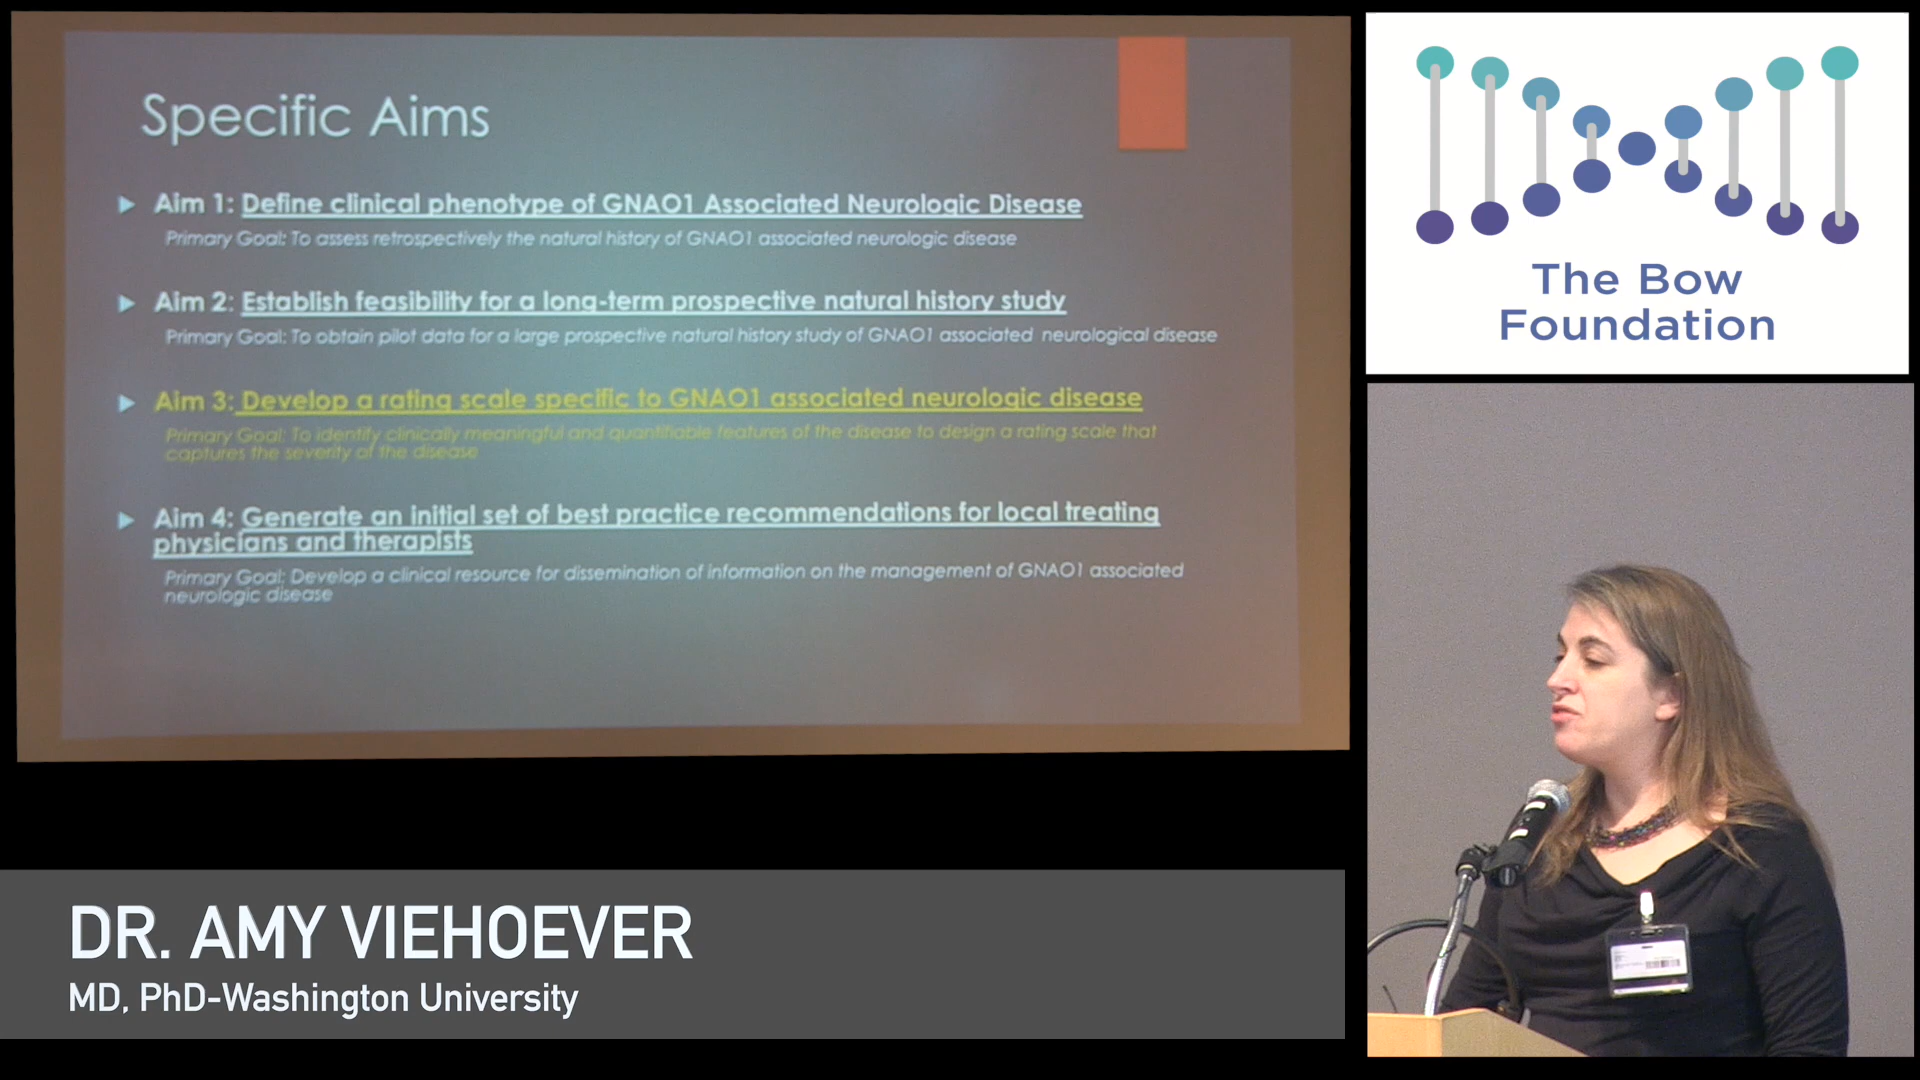 Specific Aims
Aim 1: Define clinical phenotype of GNAO1 Associated Neurologic Disease
Primary Goal: To assess retrospectively the natural history of GNAO1 associated neurologic disease
Aim 2: Establish feasibility for a long-term prospective natural history study
Primary Goal: To obtain pilot data for a large prospective natural history study of GNAO1 associated neurological disease
Aim 3: Develop a rating scale specific to GNAO1 associated neurologic disease
Primary Goal: To identify clinically meaningful and quantifiable features of the disease to design a rating scale that
captures the severity of the disease
Aim 4: Generate an initial set of best practice recommendations for local treating
physicians and therapists
Primary Goal: Develop a clinical resource for dissemination of information on the management of GNAO1 associated
neurologic disease
The Bow
Foundation
DR. AMY VIEHOEVER
MD, PhD-Washington University